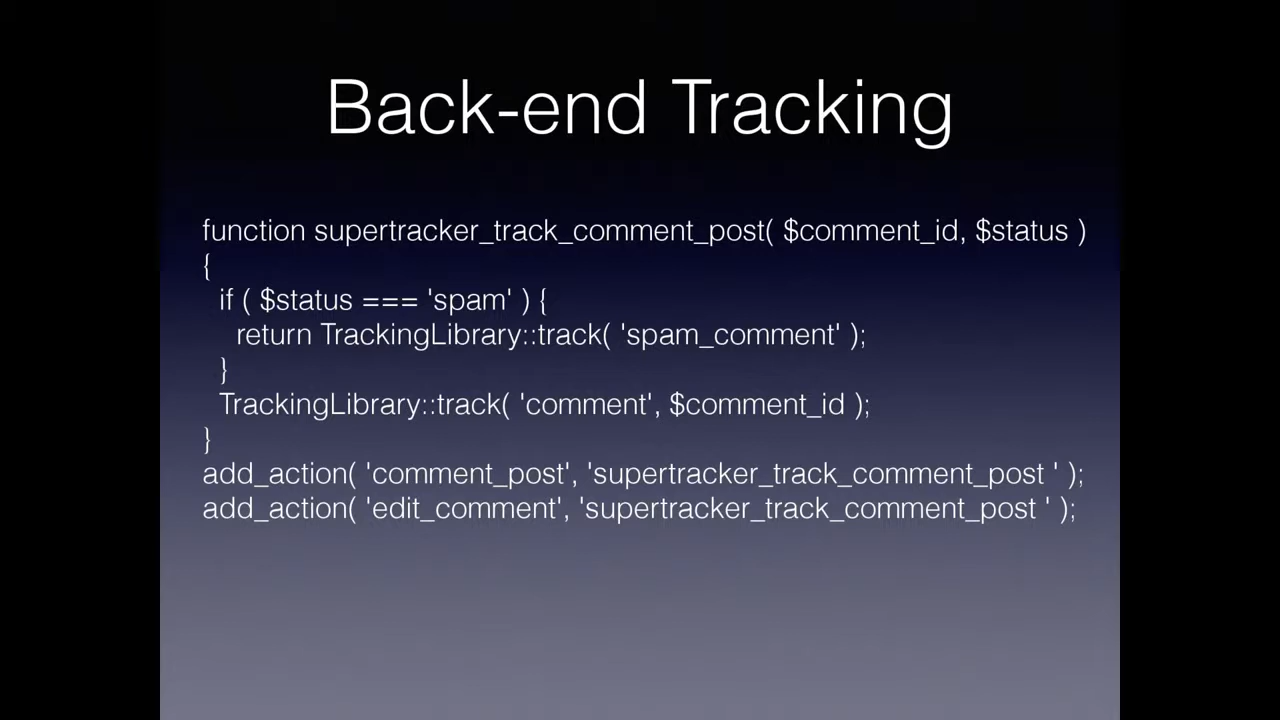 Back-end Tracking
function supertracker_track_comment_post( $comment_id, $status )
{
if ( $status === 'spam' ) {
return TrackingLibrary::track( 'spam_comment' );
}
TrackingLibrary::track( 'comment', $comment_id );
}
add_action( 'comment_post', 'supertracker_track_comment_post ' );
add_action( 'edit_comment', 'supertracker_track_comment_post ' );